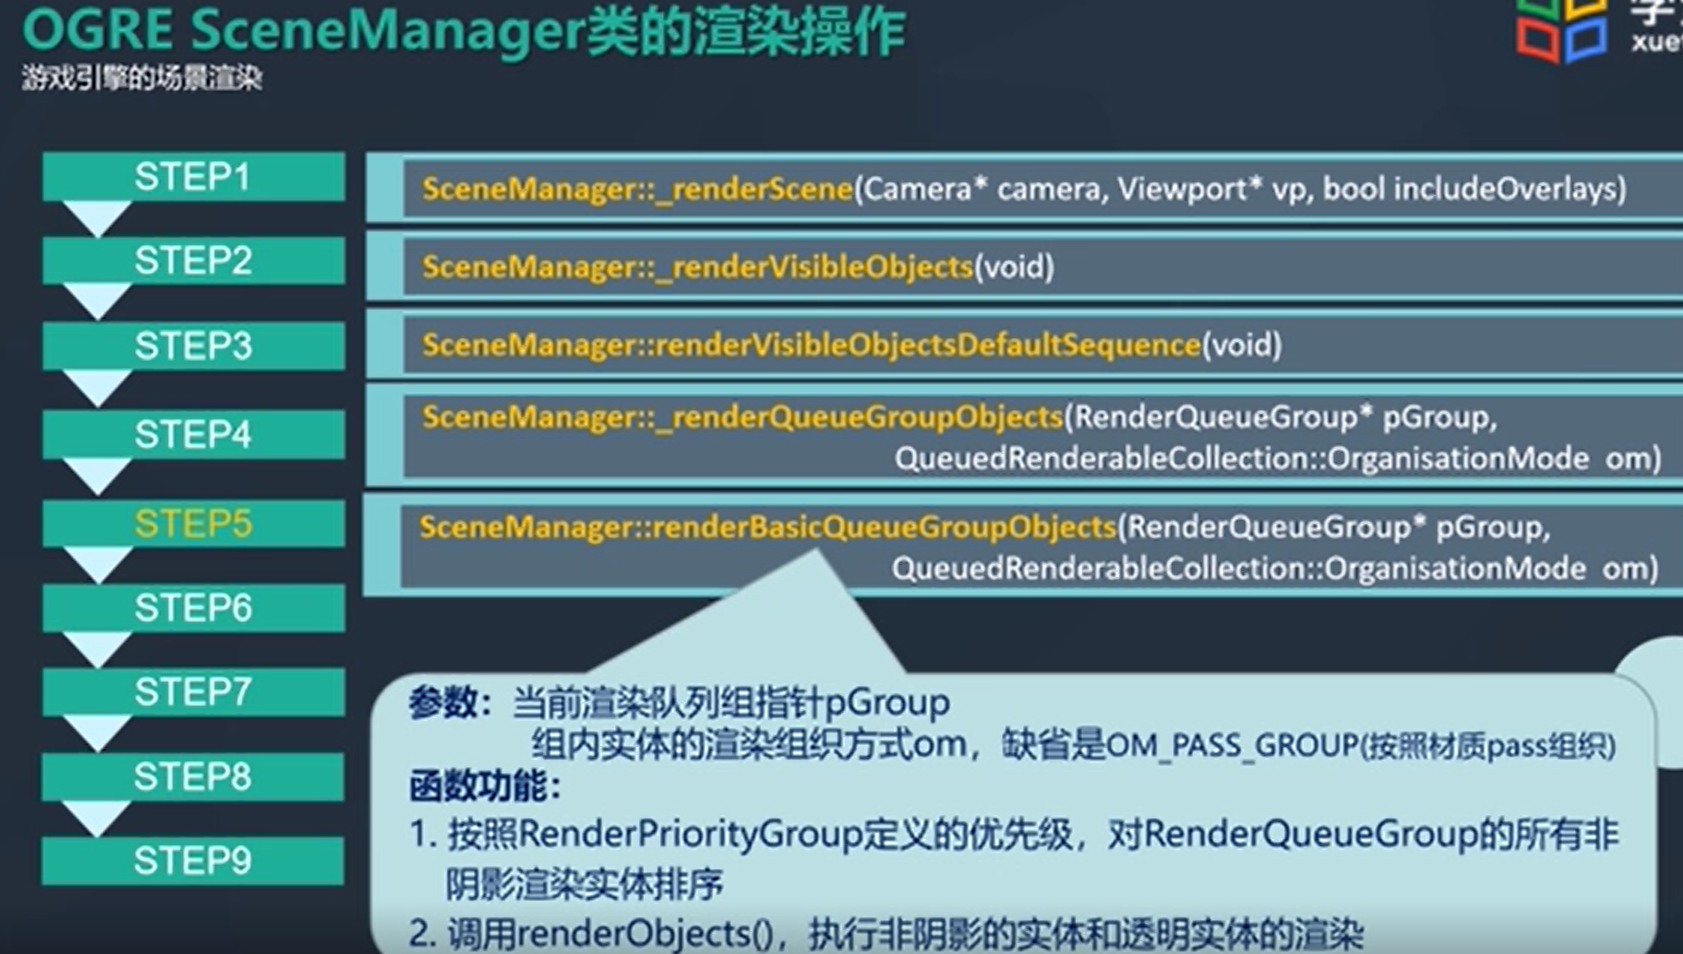 OGRE SceneManager类的渲染操作
游戏引擎的场景渲染
xue
STEP1
SceneManager::_renderScene(Camera* camera, Viewport* vp, bool includeOverlays)
STEP2
SceneManager::_renderVisibleObjects(void)
STEP3
SceneManager::renderVisibleObjectsDefaultSequence(void)
STEP4
SceneManager::_renderQueueGroupObjects(RenderQueueGroup* pGroup,
QueuedRenderableCollection::OrganisationMode om)
STEP5
SceneManager::renderBasicQueueGroupObjects(RenderQueueGroup* pGroup,
QueuedRenderableCollection::OrganisationMode om)
STEP6
STEP7
STEP8
STEP9
参数：当前渲染队列组指针pGroup
组内实体的渲染组织方式om，缺省是OM_PASS_GROUP(按照材质pass组织)
函数功能：
1. 按照RenderPriorityGroup定义的优先级，对RenderQueueGroup的所有非
阴影渲染实体排序
2. 调用renderObjects()，执行非阴影的实体和透明实体的渲染